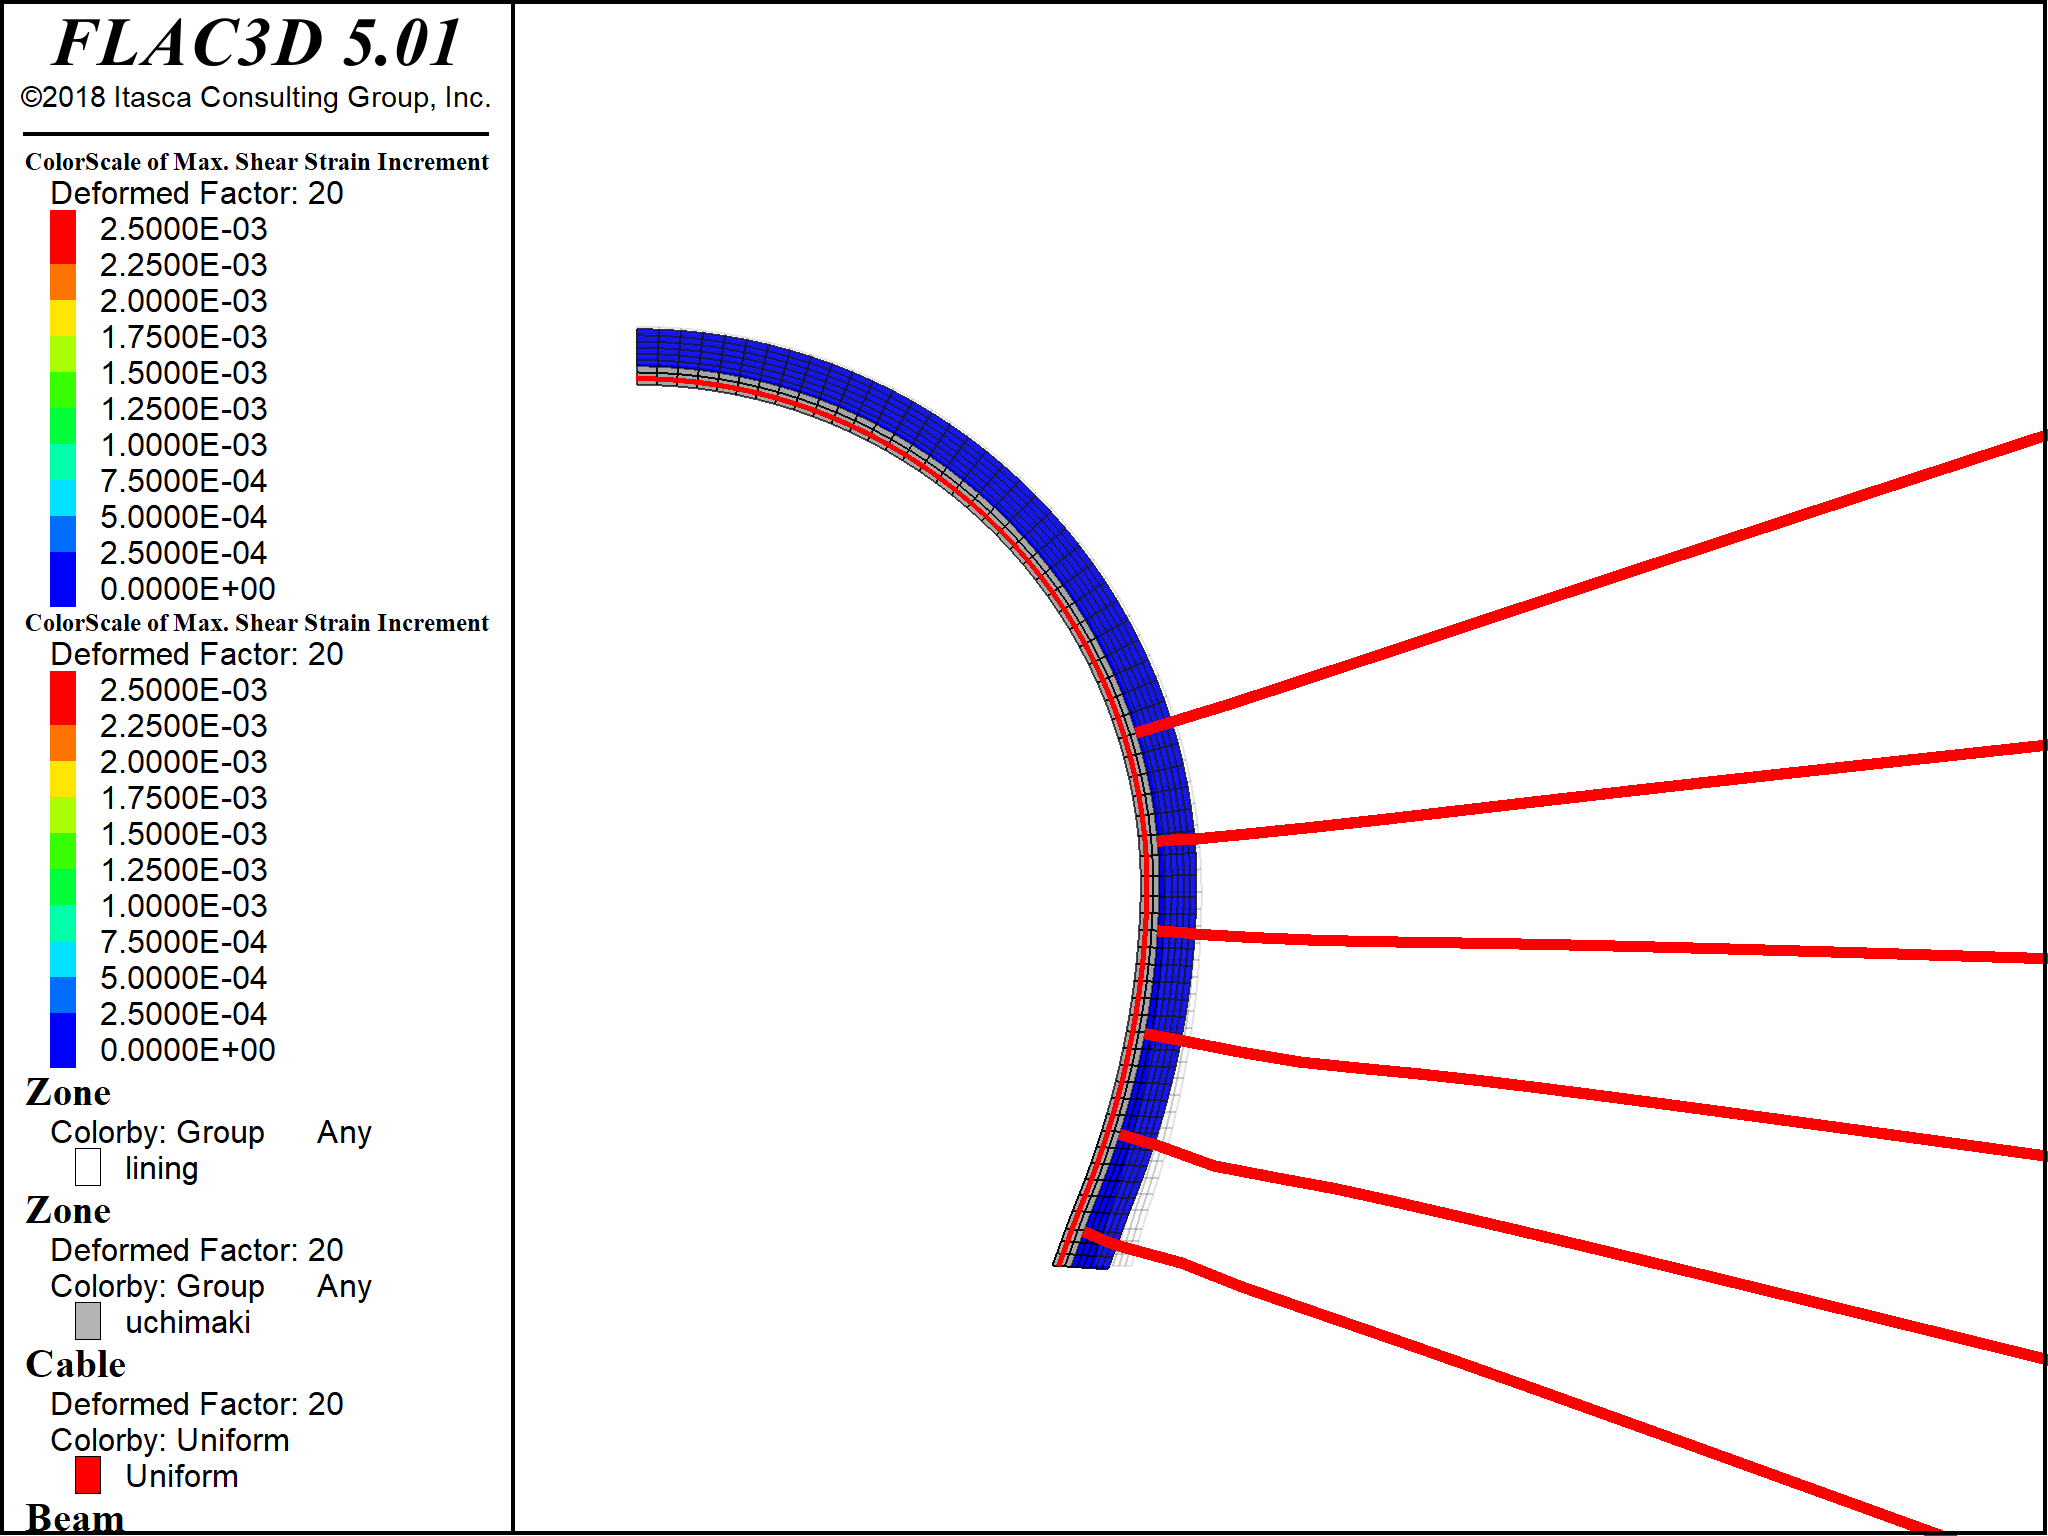 FLAC3D 5.01
©2018 Itasca Consulting Group, Inc.
ColorScale of Max. Shear Strain Increment
Deformed Factor: 20
2.5000E-03
2.2500E-03
2.0000E-03
1.7500E-03
1.5000E-03
1.2500E-03
1.0000E-03
7.5000E-04
5.0000E-04
2.5000E-04
0.0000E+00
ColorScale of Max. Shear Strain Increment
Deformed Factor: 20
2.5000E-03
2.2500E-03
2.0000E-03
1.7500E-03
1.5000E-03
1.2500E-03
1.0000E-03
7.5000E-04
5.0000E-04
2.5000E-04
0.0000E+00
Zone
Colorby: Group Any
lining
Zone
Deformed Factor: 20
Colorby: Group Any
uchimaki
Cable
Deformed Factor: 20
Colorby: Uniform
Uniform
Beam